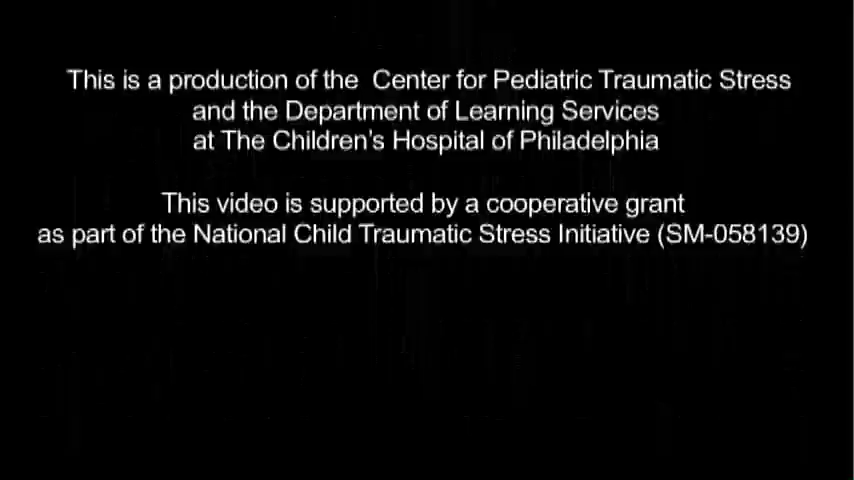 This is a production of the Center for Pediatric Traumatic Stress
and the Department of Learning Services
at The Children's Hospital of Philadelphia
This video is supported by a cooperative grant
as part of the National Child Traumatic Stress Initiative (SM-058139)